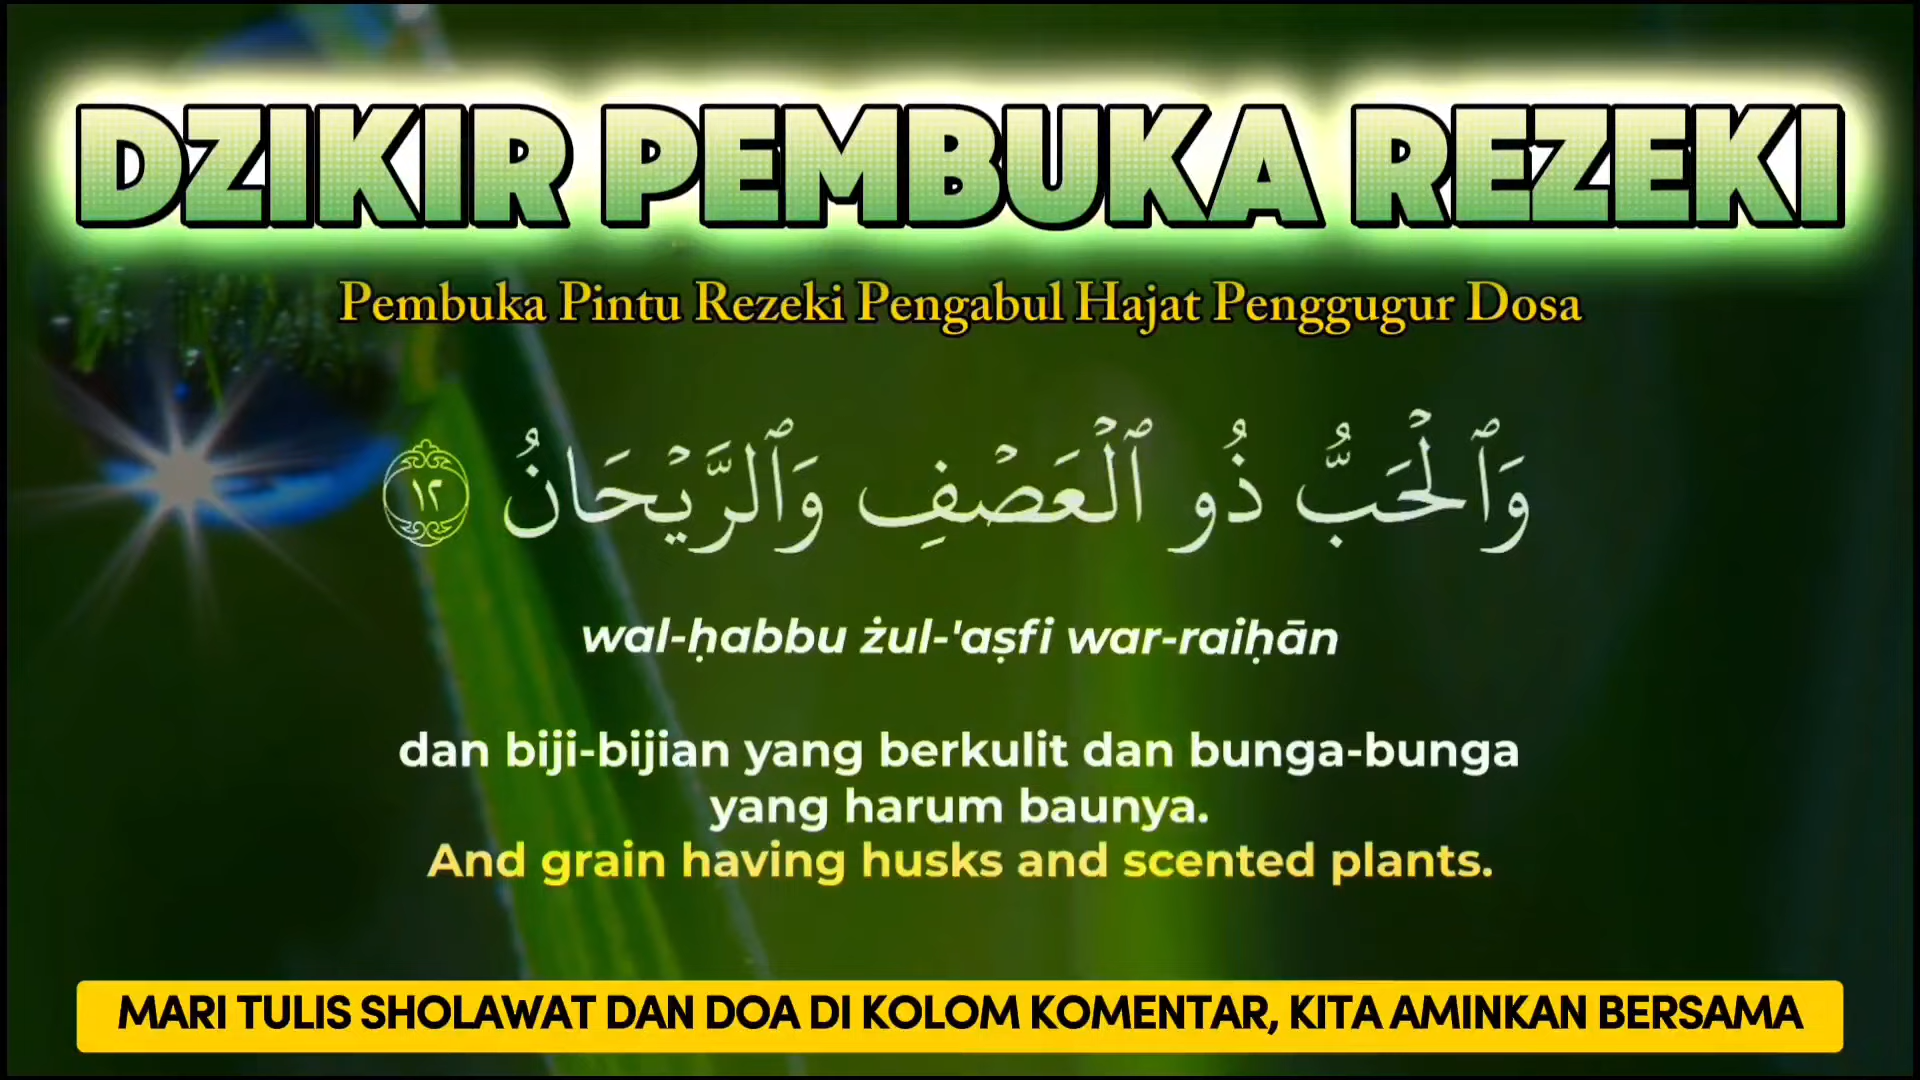 DZIKIR PEMBUKA REZEKI
Pembuka Pintu Rezeki Pengabul Hajat Penggugur Dosa
وَٱلْحَبُّ ذُو ٱلْعَصْفِ وَٱلرَّيْحَانُ ١٢
wal-ḥabbu żul-'aṣfi war-raiḥān
dan biji-bijian yang berkulit dan bunga-bunga
yang harum baunya.
And grain having husks and scented plants.
MARI TULIS SHOLAWAT DAN DOA DI KOLOM KOMENTAR, KITA AMINKAN BERSAMA